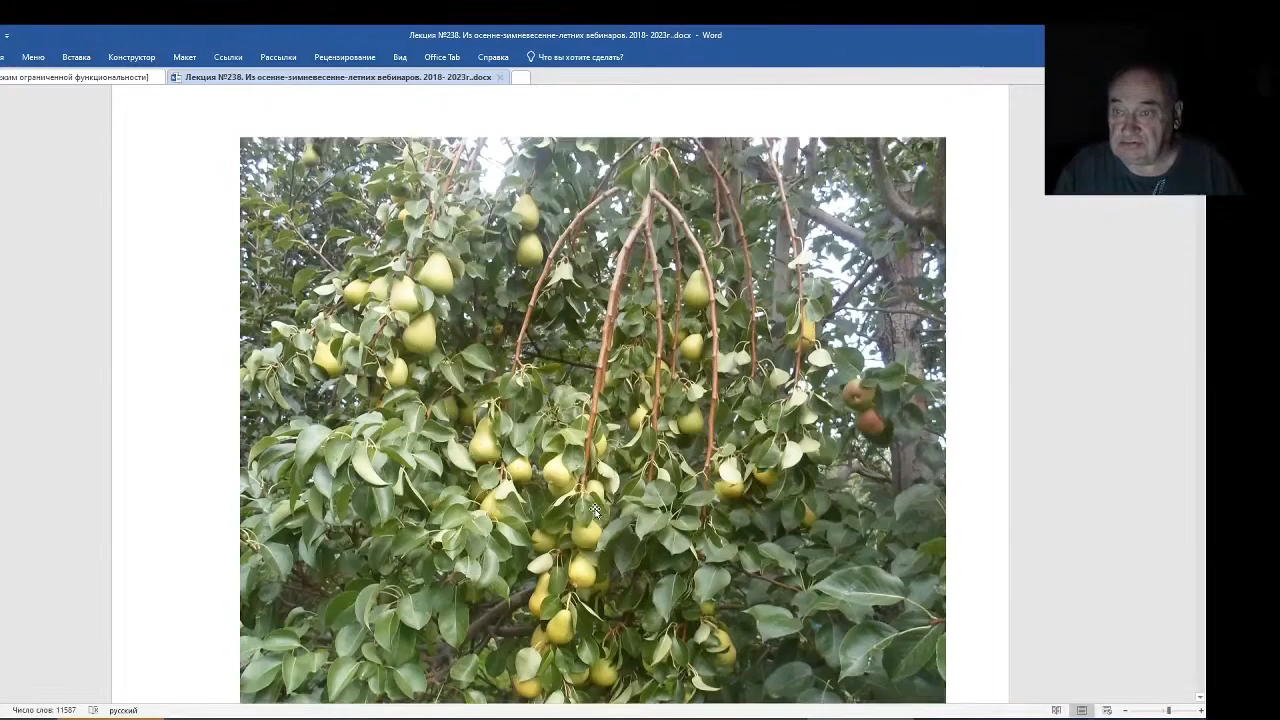 Лекция №238. Из осенне-зимневесенне-летних вебинаров. 2018- 2023г..docx - Word
Меню Вставка Конструктор Макет Ссылки Рассылки Рецензирование Вид Office Tab Справка Что вы хотите сделать?
жим ограниченной функциональности] Лекция №238. Из осенне-зимневесенне-летних вебинаров. 2018- 2023г..docx
Число слов: 11587 русский